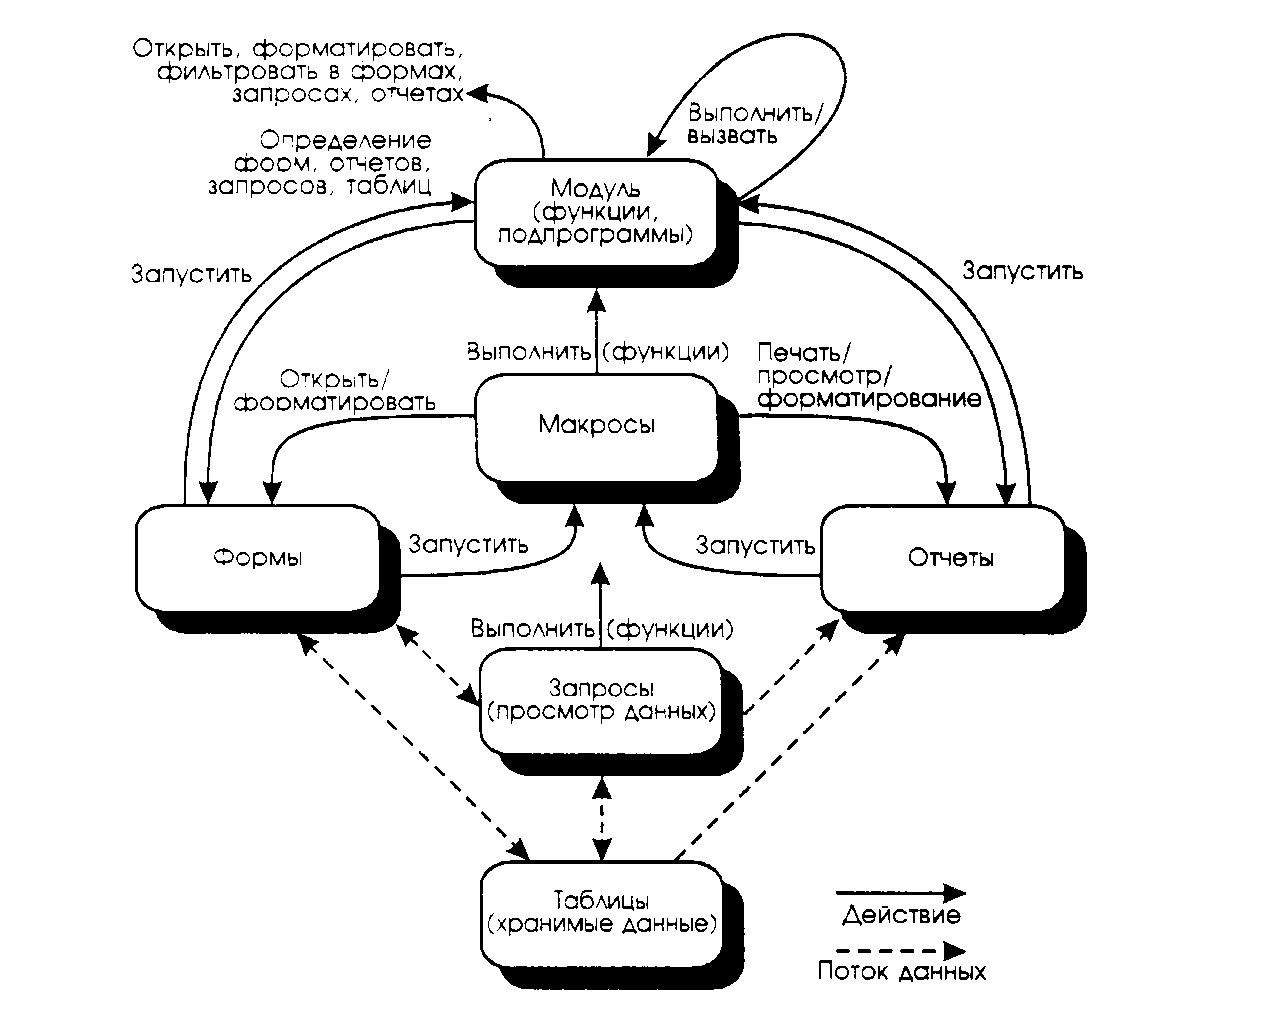 Открыть, форматировать,
фильтровать в формах,
запросах, отчетах
Выполнить/
вызвать
Определение
форм, отчетов,
запросов, таблиц
Модуль
(функции,
подпрограммы)
Запустить
Запустить
Выполнить (функции)
Печать/
просмотр/
форматирование
Открыть/
форматировать
Макросы
Формы
Запустить
Запустить
Отчеты
Выполнить (функции)
Запросы
(просмотр данных)
Таблицы
(хранимые данные)
Действие
Поток данных